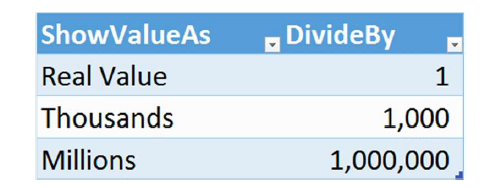 ShowValueAs DivideBy
Real Value 1
Thousands 1,000
Millions 1,000,000